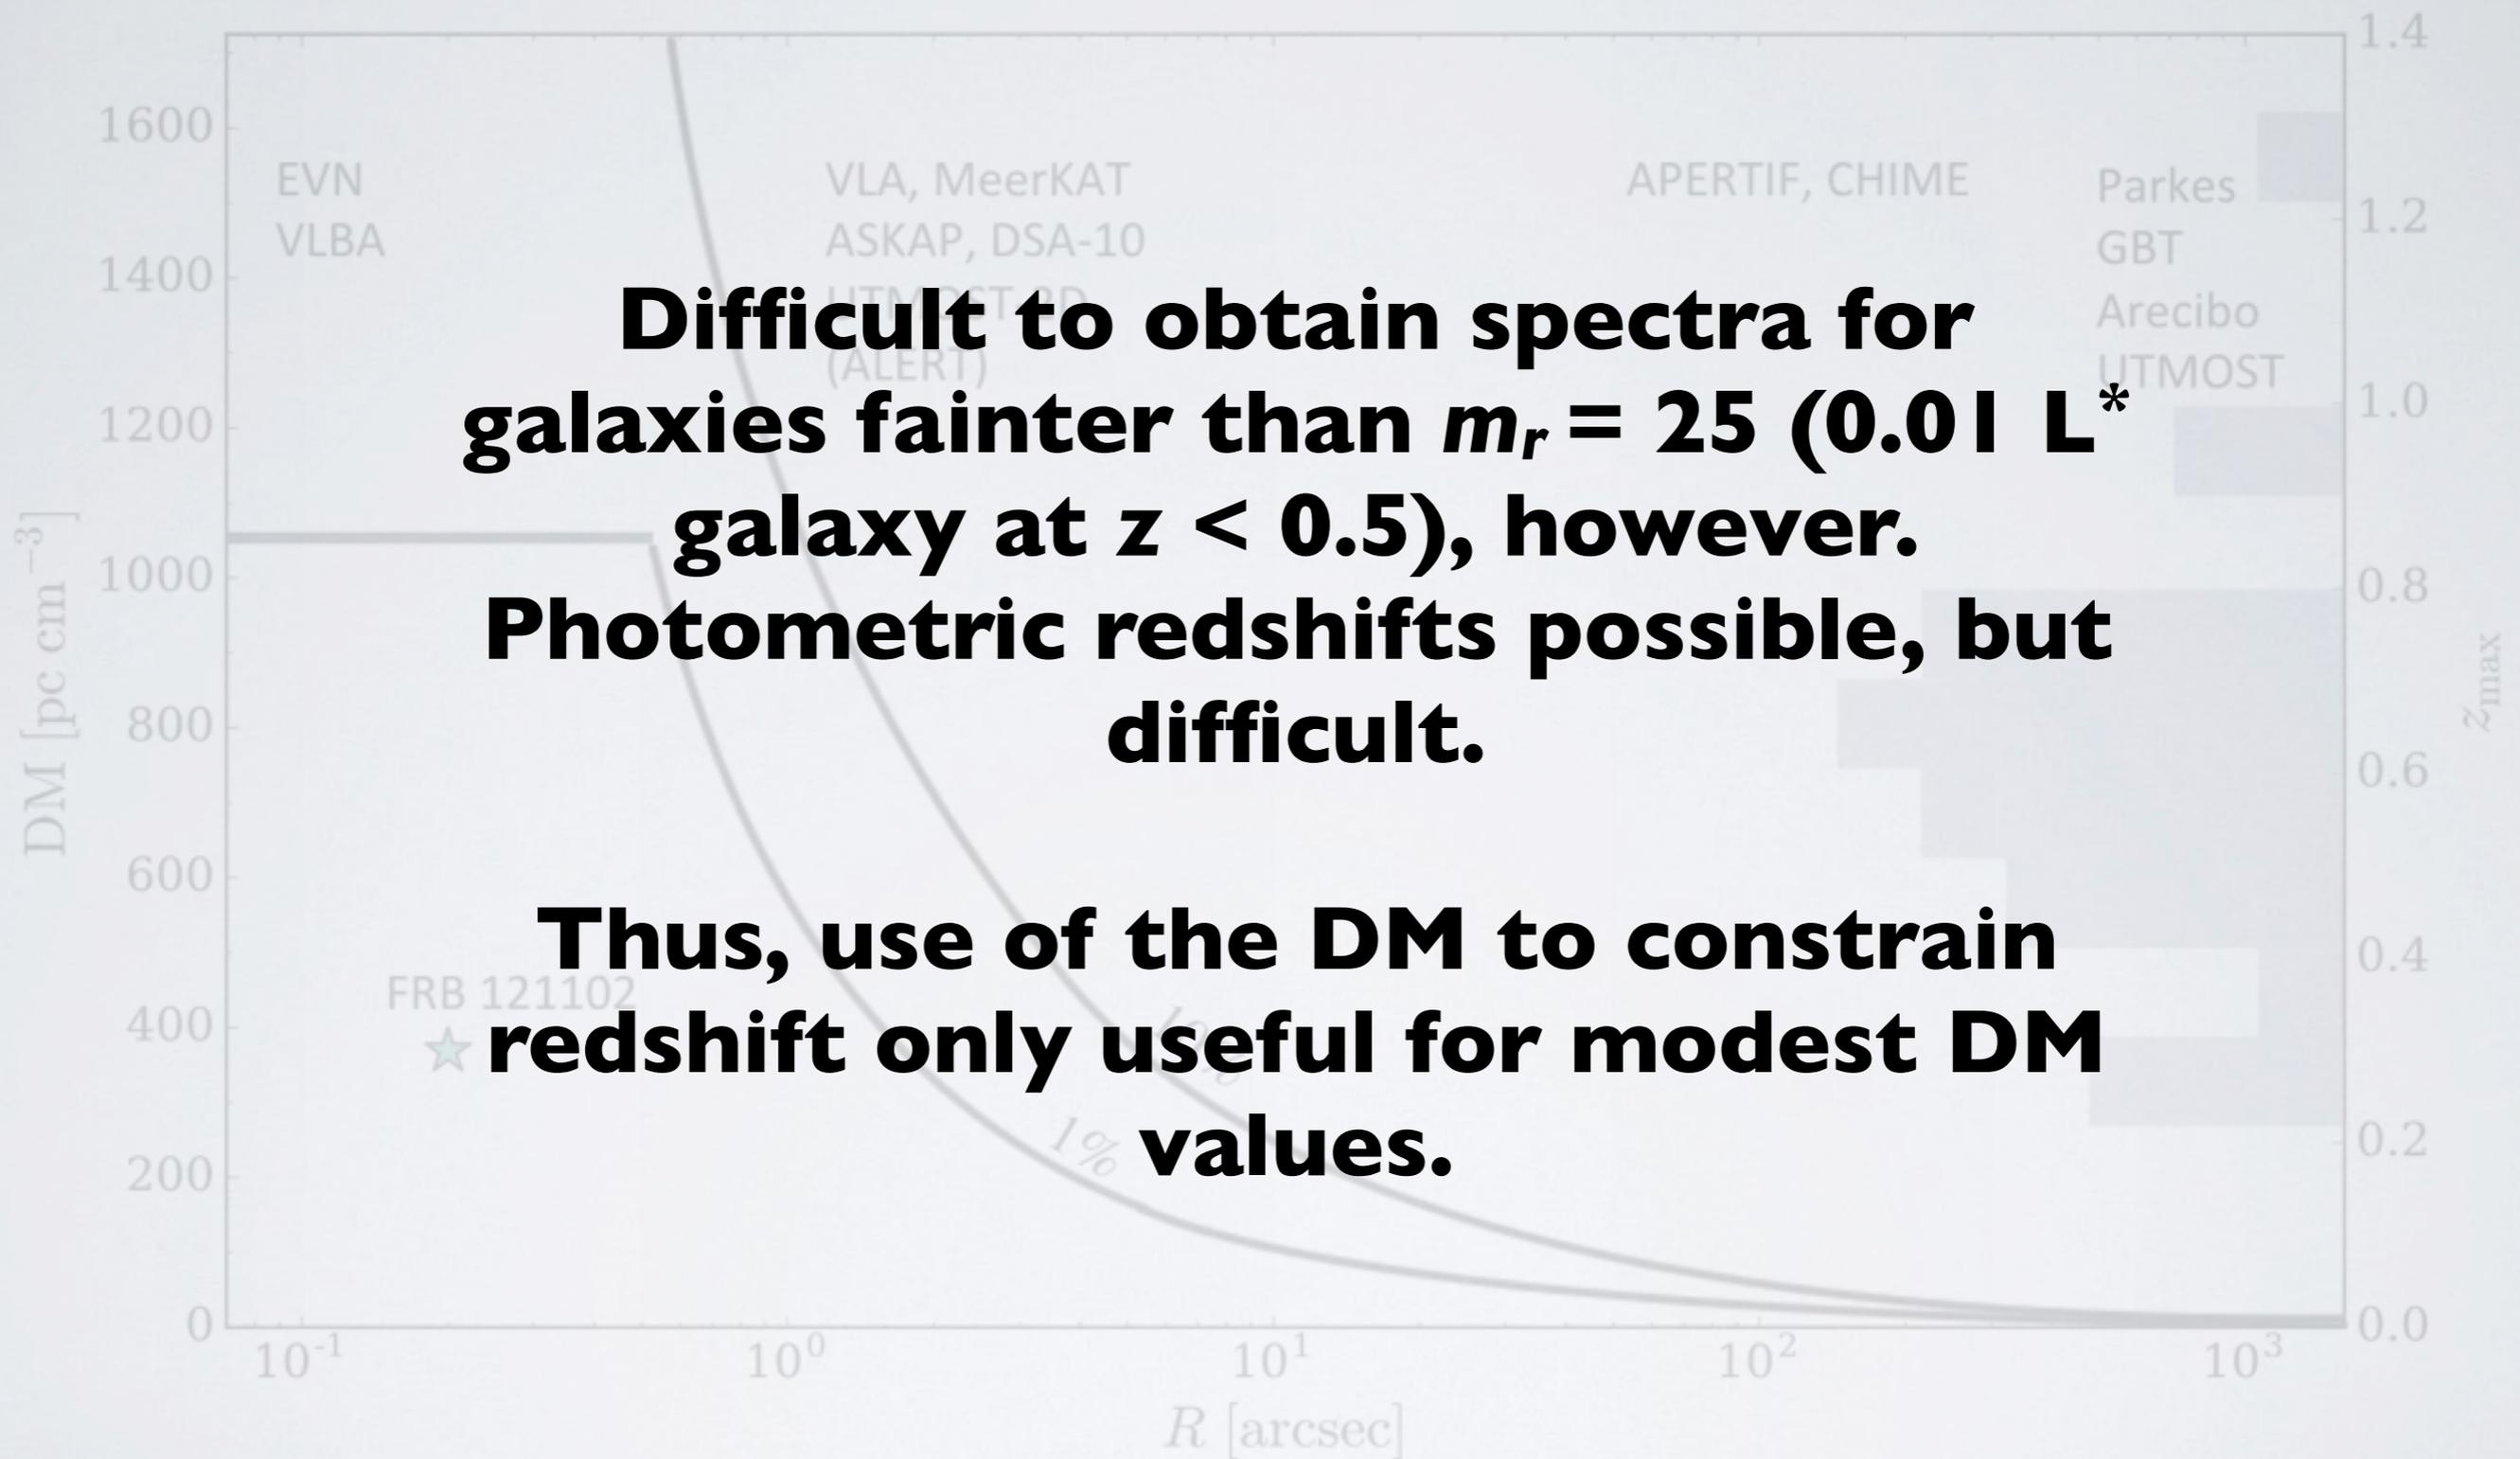 1.4
1600
EVN
VLBA
VLA, MeerKAT
ASKAP, DSA-10
UTMOST-2D
(ALERT)
APERTIF, CHIME
Parkes
GBT
Arecibo
UTMOST
1.2
1400
Difficult to obtain spectra for
galaxies fainter than mr = 25 (0.01 L*
galaxy at z < 0.5), however.
Photometric redshifts possible, but
difficult.
Thus, use of the DM to constrain
redshift only useful for modest DM
values.
1200
1.0
1000
0.8
DM [pc cm−3]
zmax
800
0.6
600
0.4
FRB 121102
400
10%
1%
200
0.2
0
0.0
10-1
100
101
102
103
R [arcsec]